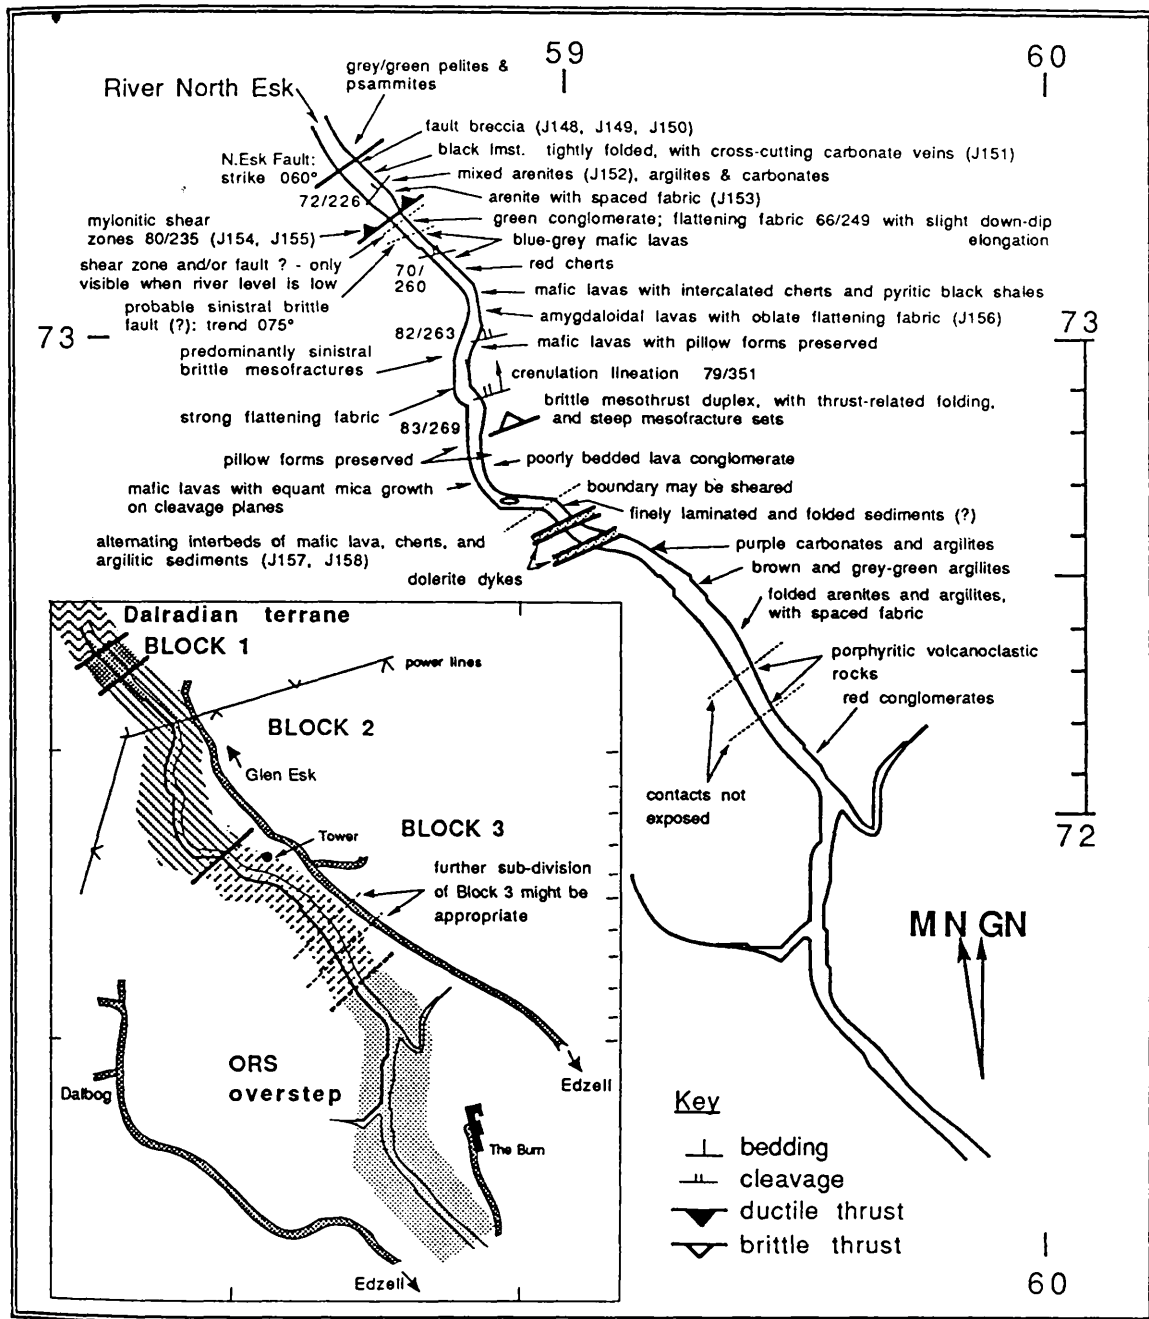 59
60
grey/green pelites &
psammites
River North Esk
fault breccia (J148, J149, J150)
black lmst. tightly folded, with cross-cutting carbonate veins (J151)
N.Esk Fault:
strike 060°
mixed arenites (J152), argilites & carbonates
arenite with spaced fabric (J153)
72/226
green conglomerate; flattening fabric 66/249 with slight down-dip
elongation
mylonitic shear
zones 80/235 (J154, J155)
blue-grey mafic lavas
shear zone and/or fault ? - only
visible when river level is low
red cherts
70/
260
probable sinistral brittle
fault (?): trend 075°
mafic lavas with intercalated cherts and pyritic black shales
amygdaloidal lavas with oblate flattening fabric (J156)
73
73
82/263
mafic lavas with pillow forms preserved
predominantly sinistral
brittle mesofractures
crenulation lineation 79/351
brittle mesothrust duplex, with thrust-related folding,
and steep mesofracture sets
strong flattening fabric
83/269
pillow forms preserved
poorly bedded lava conglomerate
mafic lavas with equant mica growth
on cleavage planes
boundary may be sheared
finely laminated and folded sediments (?)
alternating interbeds of mafic lava, cherts, and
argilitic sediments (J157, J158)
purple carbonates and argilites
dolerite dykes
brown and grey-green argilites
folded arenites and argilites,
with spaced fabric
porphyritic volcanoclastic
rocks
red conglomerates
contacts not
exposed
72
Dalradian terrane
BLOCK 1
power lines
BLOCK 2
Glen Esk
BLOCK 3
Tower
further sub-division
of Block 3 might be
appropriate
ORS
overstep
Dalbog
Edzell
The Burn
Edzell
MN GN
Key
bedding
cleavage
ductile thrust
brittle thrust
60